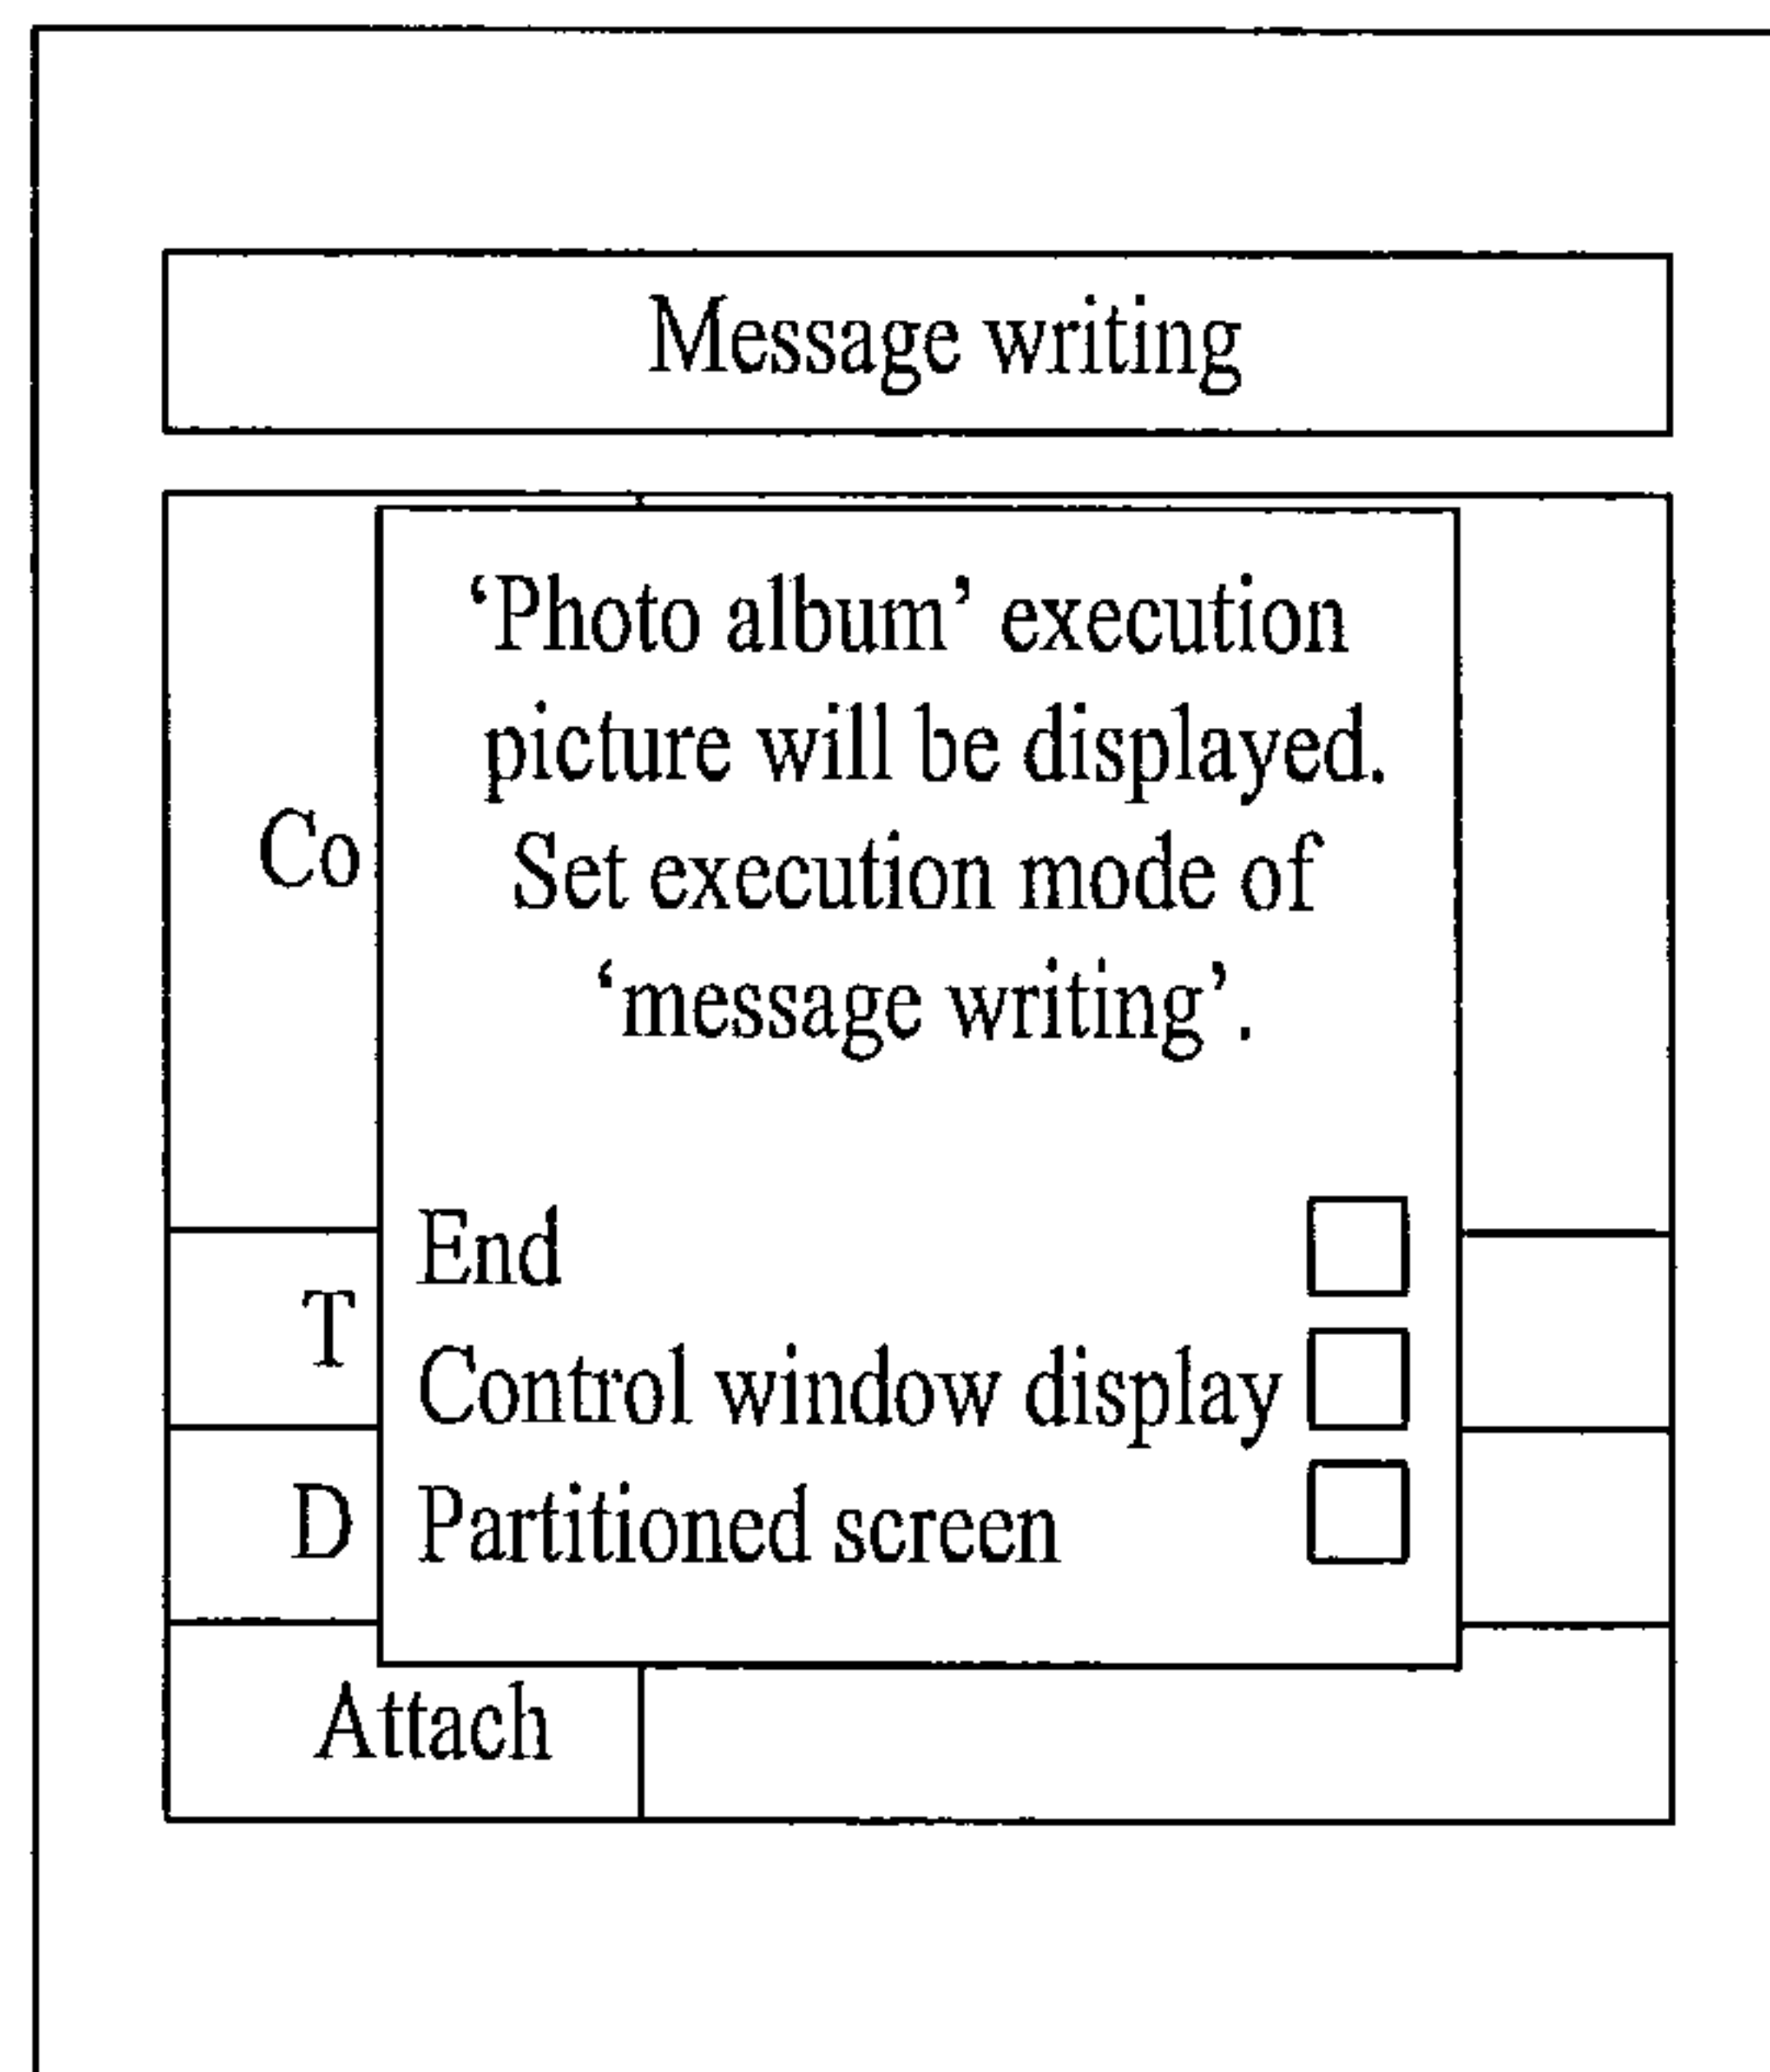 Message writing
‘Photo album’ execution
picture will be displayed.
Co
Set execution mode of
‘message writing’.
End
T
Control window display
D
Partitioned screen
Attach